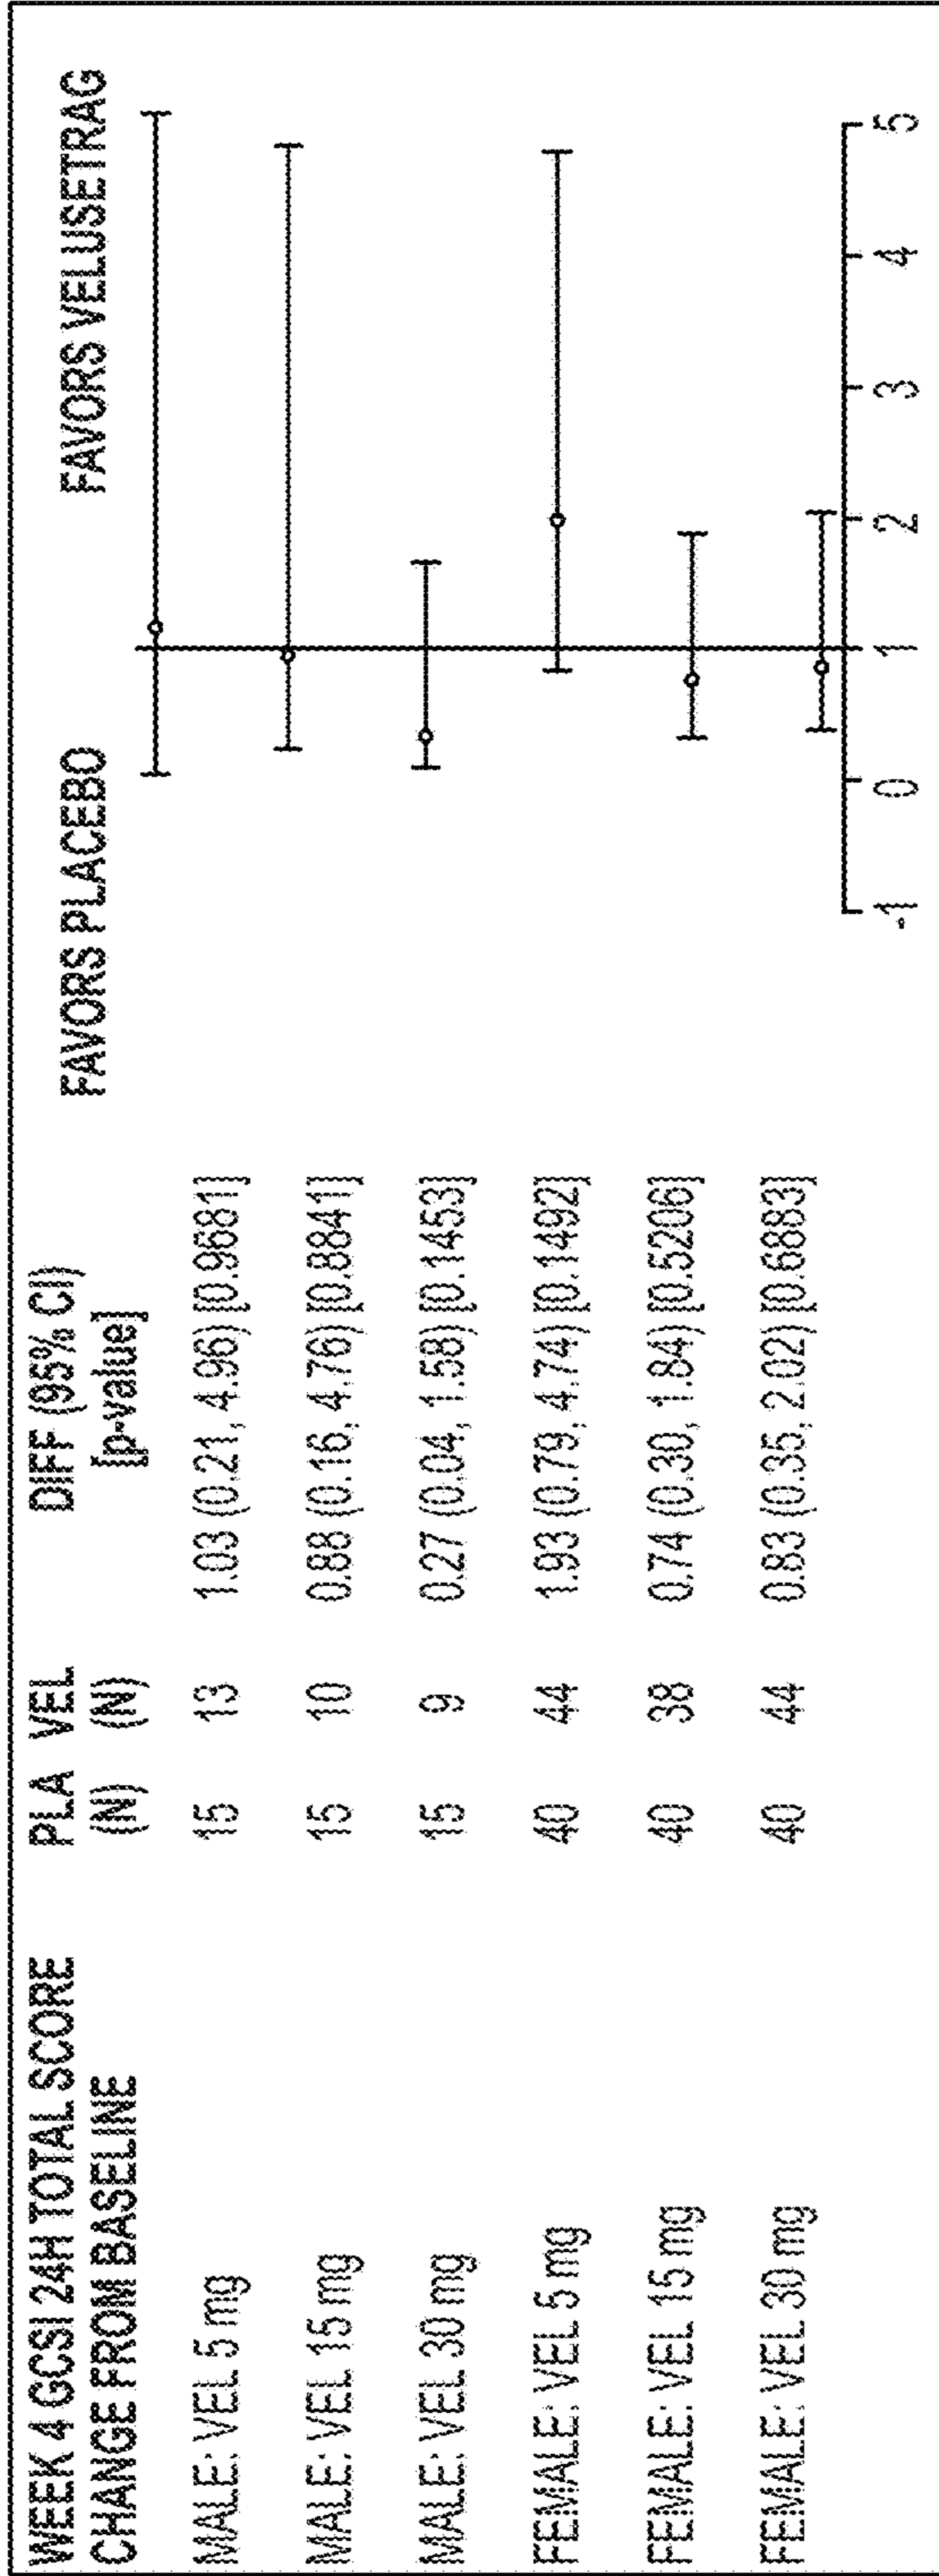 WEEK 4 GCSI 24H TOTAL SCORE PLA VEL DIFF (95% CI) FAVORS PLACEBO FAVORS VELUSETRAG
CHANGE FROM BASELINE (N) (N) [p-value]
MALE: VEL 5 mg 15 13 1.03 (0.21, 4.96) [0.9681]
MALE: VEL 15 mg 15 10 0.88 (0.16, 4.76) [0.8841]
MALE: VEL 30 mg 15 9 0.27 (0.04, 1.58) [0.1453]
FEMALE: VEL 5 mg 40 44 1.93 (0.79, 4.74) [0.1492]
FEMALE: VEL 15 mg 40 38 0.74 (0.30, 1.84) [0.5206]
FEMALE: VEL 30 mg 40 44 0.83 (0.35, 2.02) [0.6883]
-1 0 1 2 3 4 5